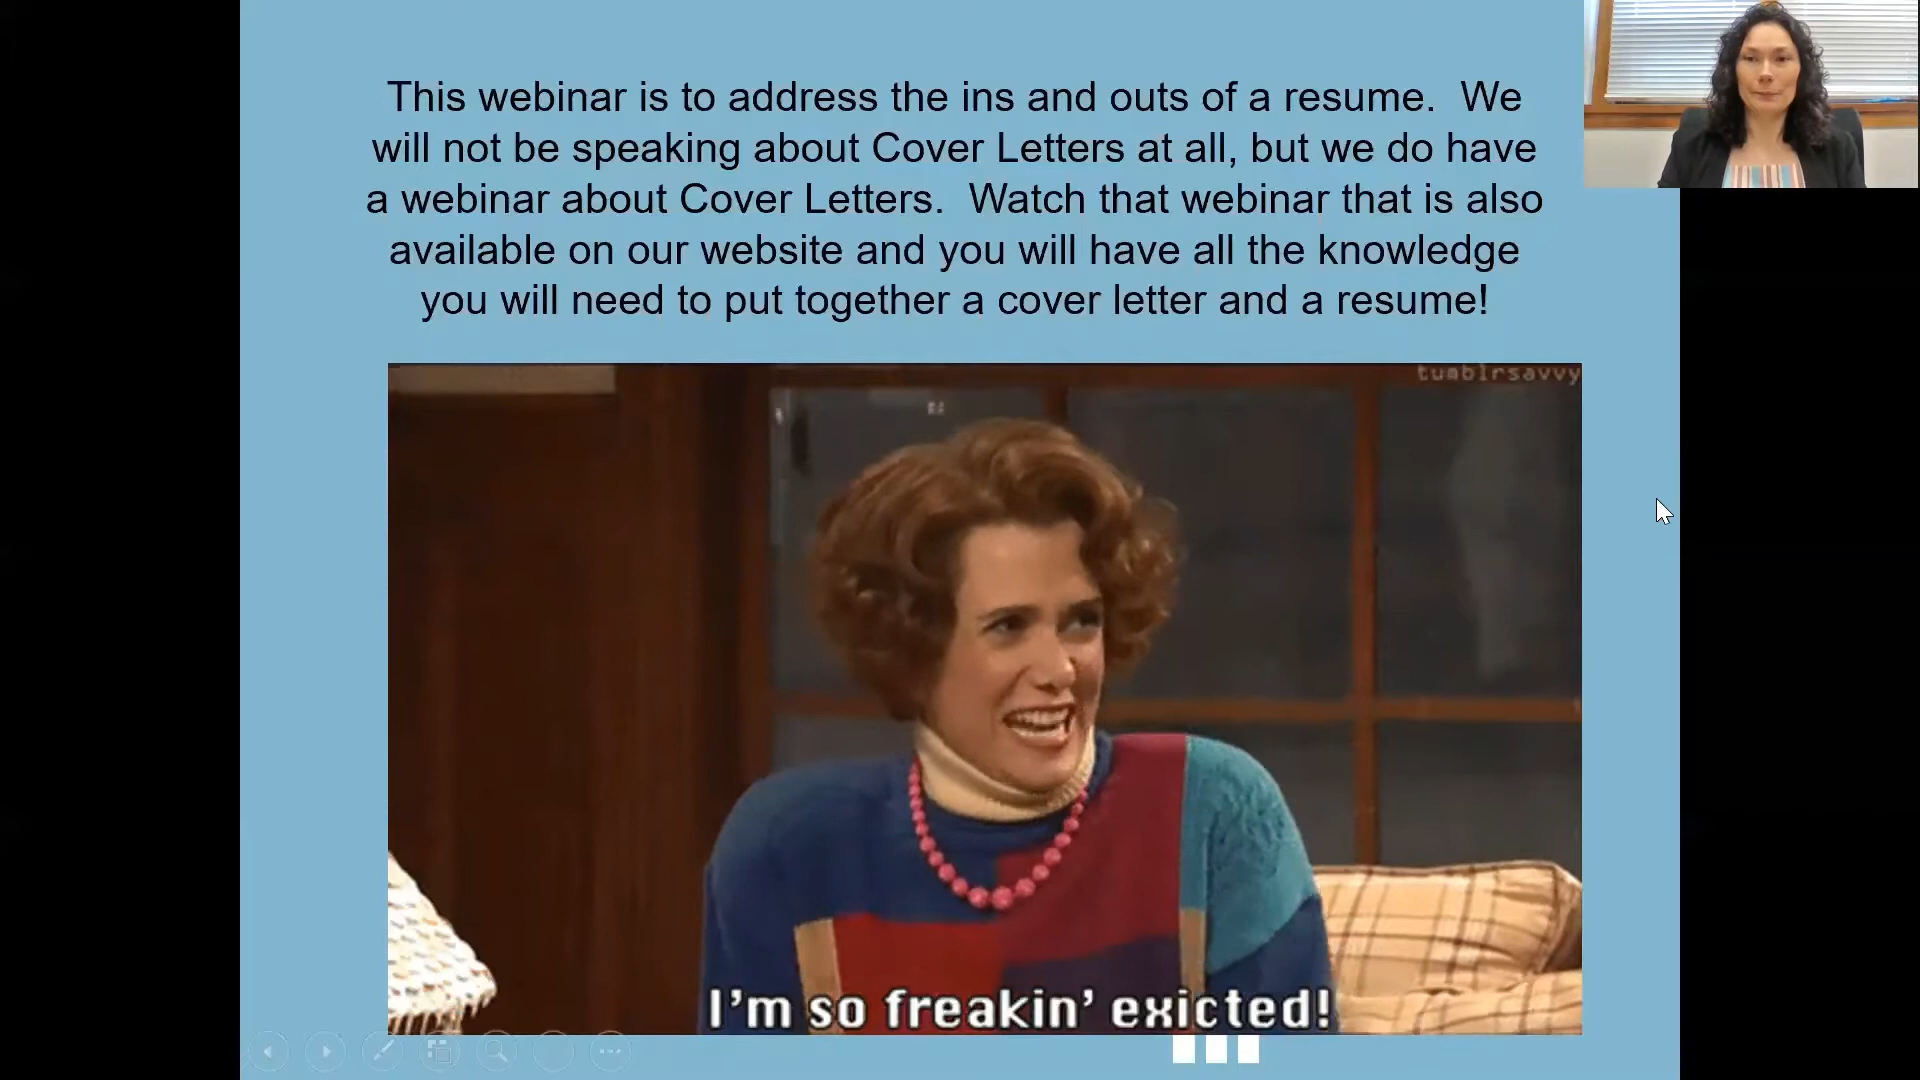 This webinar is to address the ins and outs of a resume.  We
will not be speaking about Cover Letters at all, but we do have
a webinar about Cover Letters.  Watch that webinar that is also
available on our website and you will have all the knowledge
you will need to put together a cover letter and a resume!
tumblrsavvy
I'm so freakin' exicted!